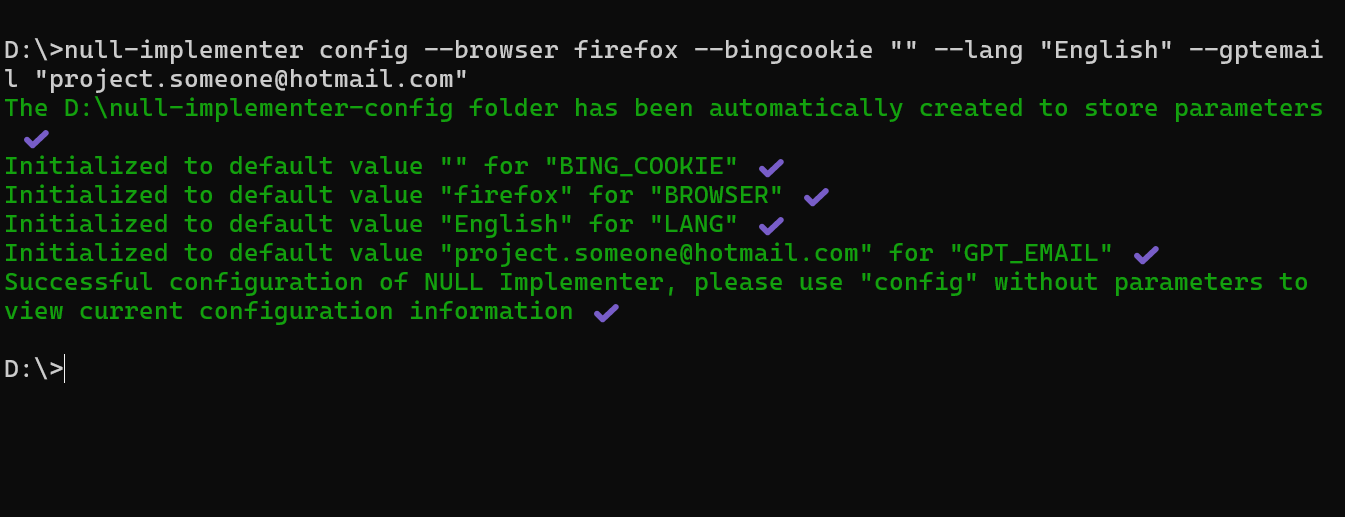 D:\>null-implementer config --browser firefox --bingcookie "" --lang "English" --gptemai
l "project.someone@hotmail.com"
The D:\null-implementer-config folder has been automatically created to store parameters
✔
Initialized to default value "" for "BING_COOKIE" ✔
Initialized to default value "firefox" for "BROWSER" ✔
Initialized to default value "English" for "LANG" ✔
Initialized to default value "project.someone@hotmail.com" for "GPT_EMAIL" ✔
Successful configuration of NULL Implementer, please use "config" without parameters to
view current configuration information ✔
D:\>